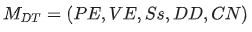 M_{DT} = (PE, VE, Ss, DD, CN)